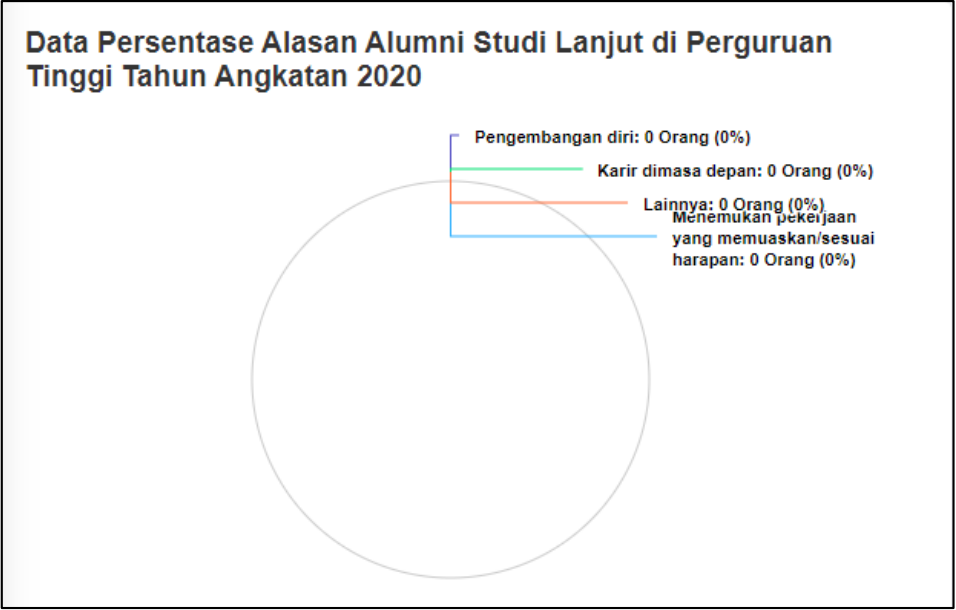 Data Persentase Alasan Alumni Studi Lanjut di Perguruan
Tinggi Tahun Angkatan 2020
Pengembangan diri: 0 Orang (0%)
Karir dimasa depan: 0 Orang (0%)
Lainnya: 0 Orang (0%)
Menemukan pekerjaan
yang memuaskan/sesuai
harapan: 0 Orang (0%)